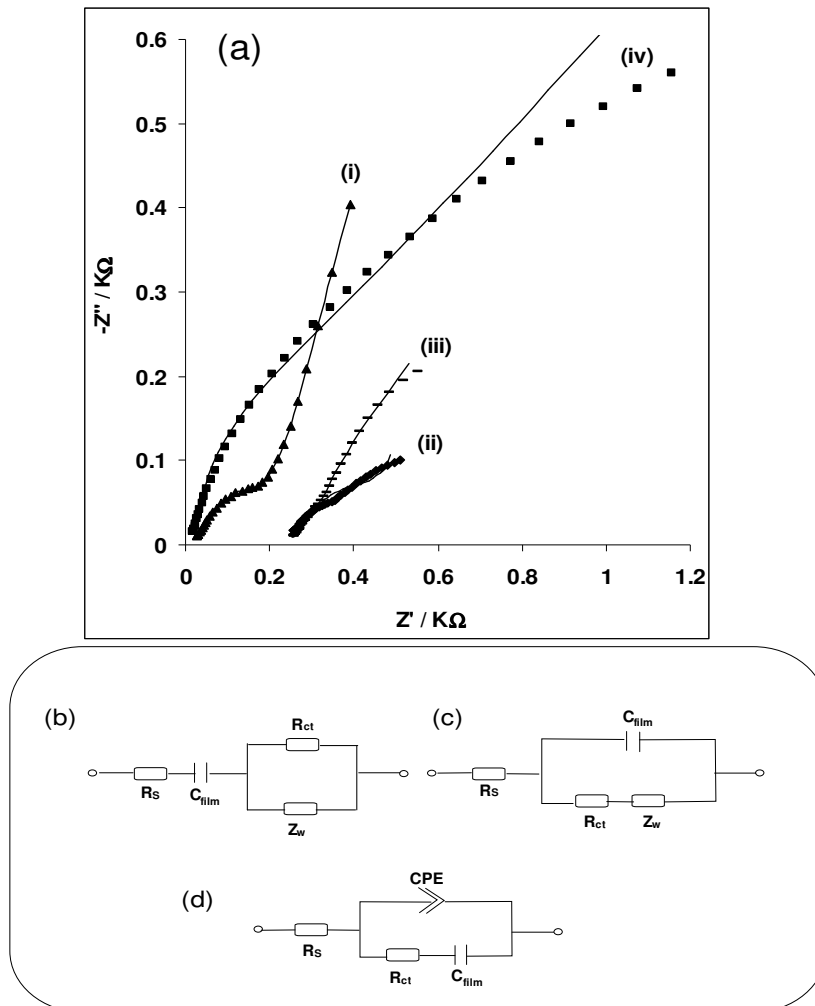 (a)
0.6
0.5
0.4
0.3
0.2
0.1
0
-Z'' / KΩ
(i)
(ii)
(iii)
(iv)
0 0.2 0.4 0.6 0.8 1 1.2
Z' / KΩ
(b)
Rs
Cfilm
Rct
Zw
(c)
Rs
Cfilm
Rct
Zw
(d)
Rs
CPE
Rct
Cfilm